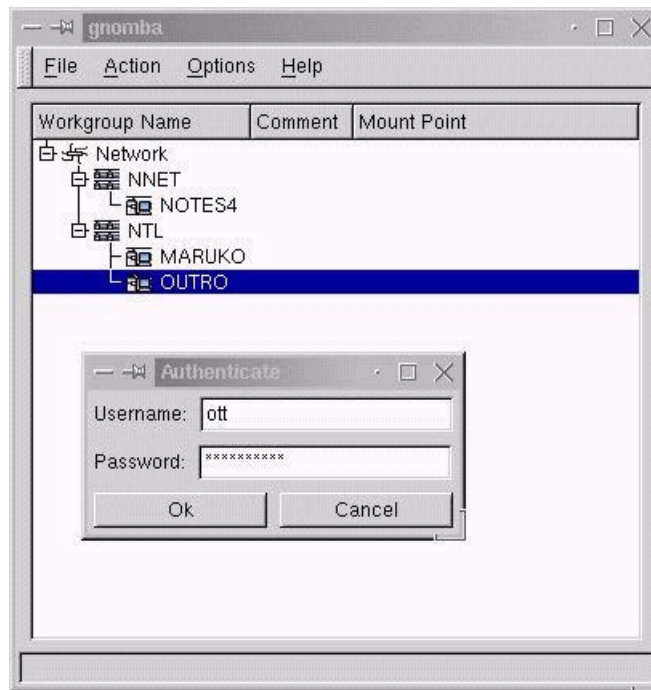 gnomba
File Action Options Help
Workgroup Name Comment Mount Point
Network
NNET
NOTES4
NTL
MARUKO
OUTRO
Authenticate
Username: ott
Password: **********
Ok Cancel